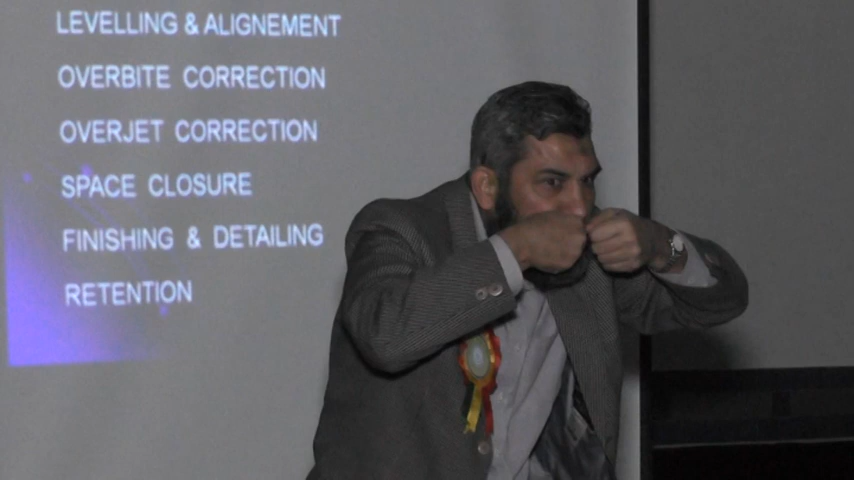 LEVELLING & ALIGNEMENT
OVERBITE CORRECTION
OVERJET CORRECTION
SPACE CLOSURE
FINISHING & DETAILING
RETENTION